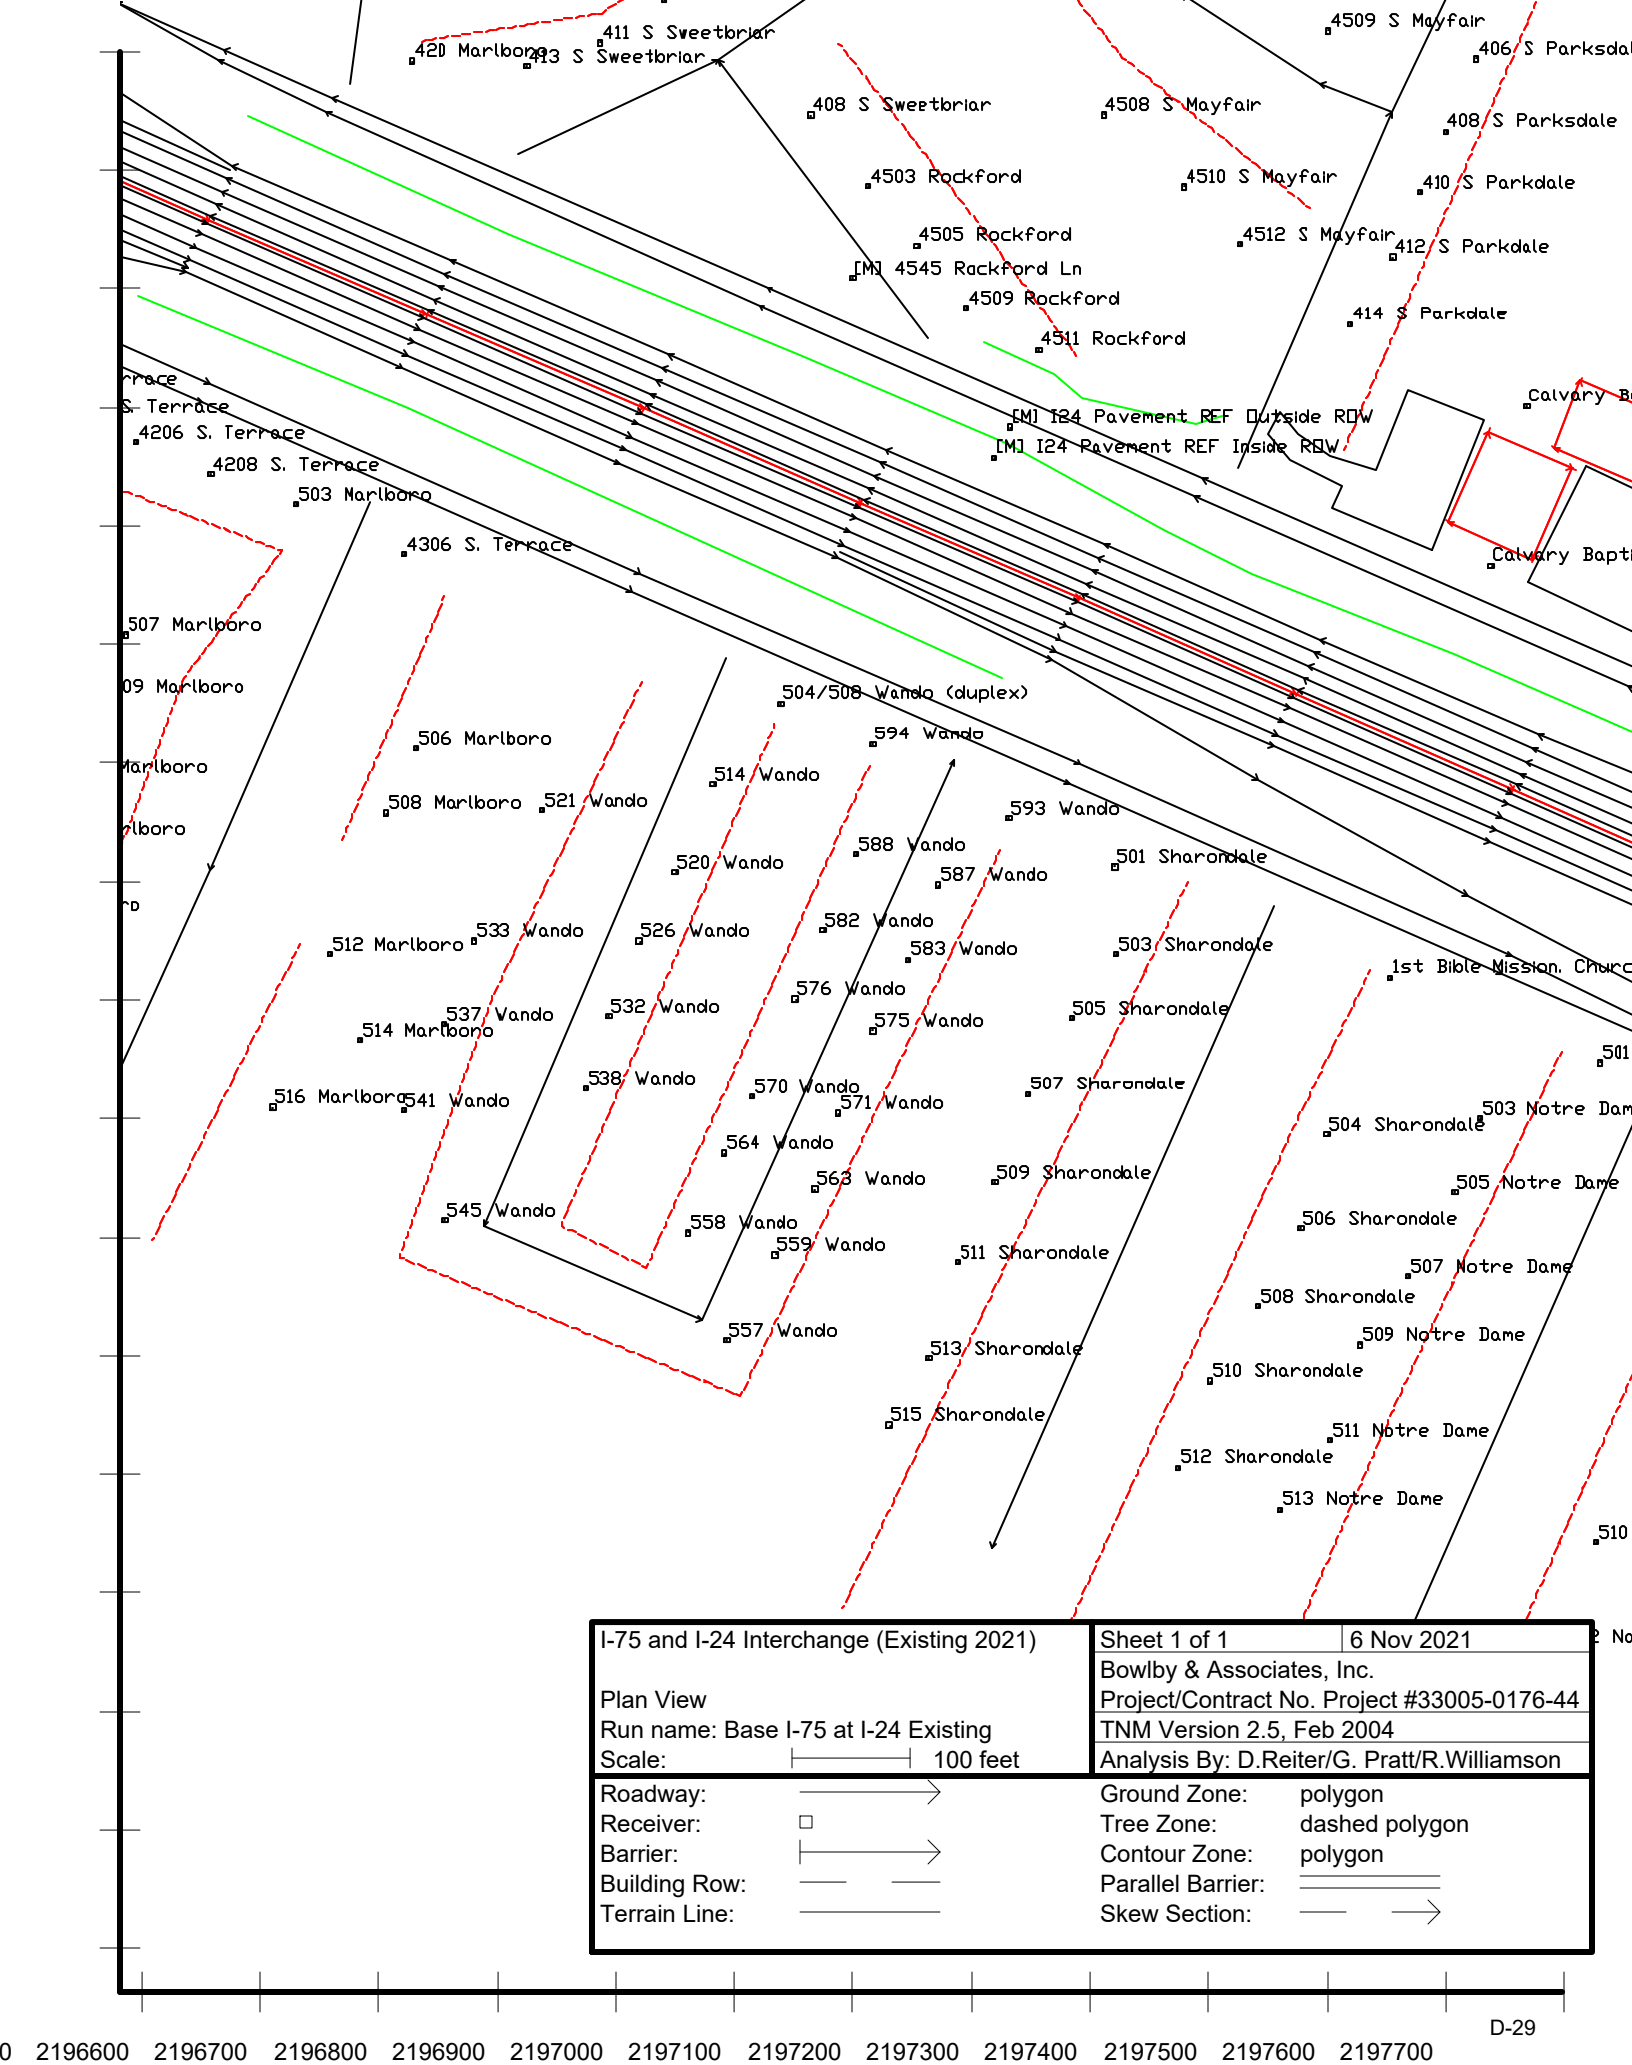 411 S Sweetbriar
420 Marlboro
413 S Sweetbriar
4509 S Mayfair
406 S Parksdal
408 S Sweetbriar
4508 S Mayfair
408 S Parksdale
4503 Rockford
4510 S Mayfair
410 S Parkdale
4505 Rockford
4512 S Mayfair
412 S Parkdale
[M] 4545 Rackford Ln
4509 Rockford
414 S Parkdale
4511 Rockford
rrace
S. Terrace
Calvary Ba
[M] I24 Pavement REF Outside ROW
4206 S. Terrace
[M] I24 Pavement REF Inside ROW
4208 S. Terrace
503 Marlboro
4306 S. Terrace
Calvary Bapti
507 Marlboro
09 Marlboro
504/508 Wando (duplex)
506 Marlboro
594 Wando
Marlboro
514 Wando
508 Marlboro
521 Wando
593 Wando
rlboro
588 Wando
520 Wando
501 Sharondale
587 Wando
ro
582 Wando
512 Marlboro
533 Wando
526 Wando
583 Wando
503 Sharondale
1st Bible Mission. Churc
576 Wando
537 Wando
532 Wando
575 Wando
505 Sharondale
514 Marlboro
501
538 Wando
570 Wando
507 Sharondale
516 Marlboro
541 Wando
571 Wando
503 Notre Dam
504 Sharondale
564 Wando
563 Wando
509 Sharondale
505 Notre Dame
545 Wando
558 Wando
506 Sharondale
559 Wando
511 Sharondale
507 Notre Dame
508 Sharondale
557 Wando
509 Notre Dame
513 Sharondale
510 Sharondale
515 Sharondale
511 Notre Dame
512 Sharondale
513 Notre Dame
510
2 No
I-75 and I-24 Interchange (Existing 2021)
Sheet 1 of 1
6 Nov 2021
Bowlby & Associates, Inc.
Plan View
Project/Contract No. Project #33005-0176-44
Run name: Base I-75 at I-24 Existing
TNM Version 2.5, Feb 2004
Scale: 100 feet
Analysis By: D.Reiter/G. Pratt/R.Williamson
Roadway:
Ground Zone: polygon
Receiver:
Tree Zone: dashed polygon
Barrier:
Contour Zone: polygon
Building Row:
Parallel Barrier:
Terrain Line:
Skew Section:
D-29
0 2196600 2196700 2196800 2196900 2197000 2197100 2197200 2197300 2197400 2197500 2197600 2197700